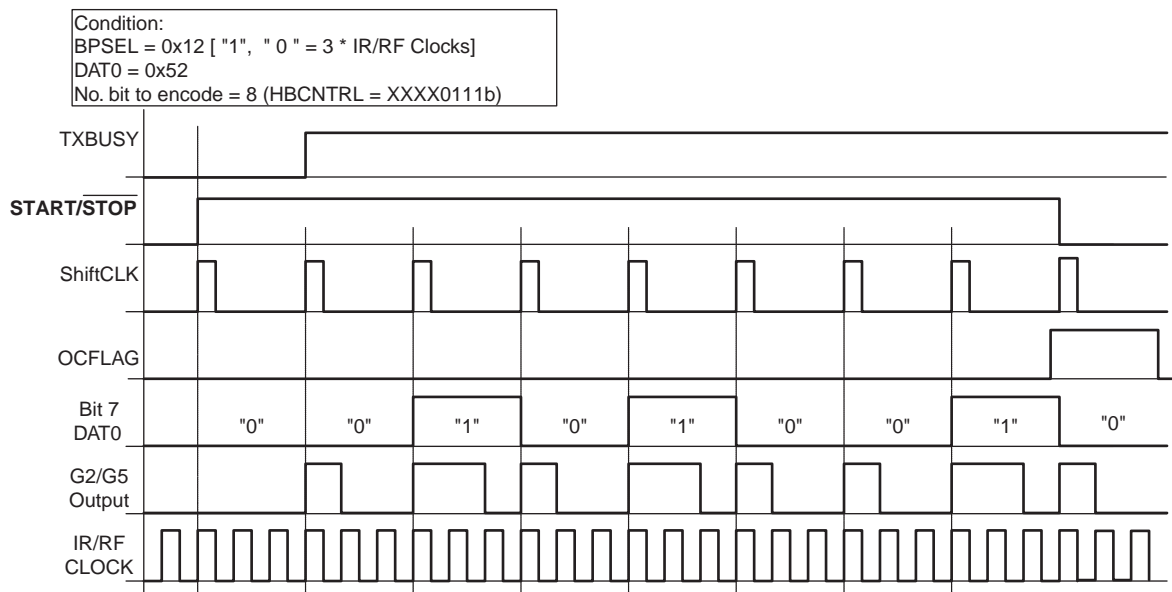 Condition:
BPSEL = 0x12 [ "1", " 0 " = 3 * IR/RF Clocks]
DAT0 = 0x52
No. bit to encode = 8 (HBCNTRL = XXXX0111b)
TXBUSY
START/STOP
ShiftCLK
OCFLAG
Bit 7
DAT0
"0" "0" "1" "0" "1" "0" "0" "1" "0"
G2/G5
Output
IR/RF
CLOCK